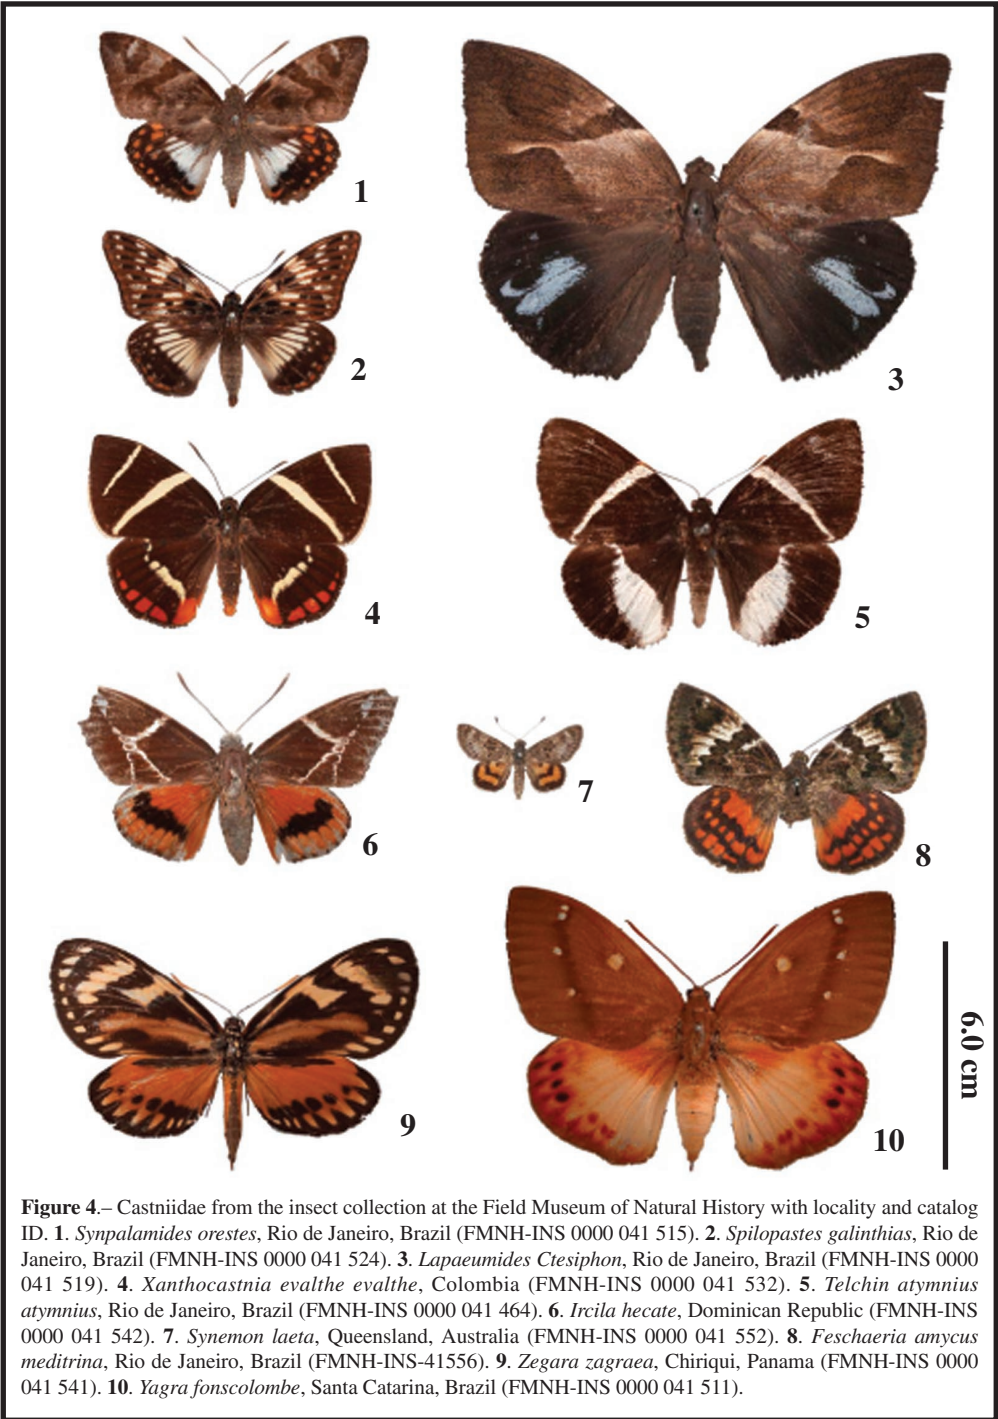 1
2
3
4
5
6
7
8
9
10
6.0 cm
Figure 4.– Castniidae from the insect collection at the Field Museum of Natural History with locality and catalog
ID. 1. Synpalamides orestes, Rio de Janeiro, Brazil (FMNH-INS 0000 041 515). 2. Spilopastes galinthias, Rio de
Janeiro, Brazil (FMNH-INS 0000 041 524). 3. Lapaeumides Ctesiphon, Rio de Janeiro, Brazil (FMNH-INS 0000
041 519). 4. Xanthocastnia evalthe evalthe, Colombia (FMNH-INS 0000 041 532). 5. Telchin atymnius
atymnius, Rio de Janeiro, Brazil (FMNH-INS 0000 041 464). 6. Ircila hecate, Dominican Republic (FMNH-INS
0000 041 542). 7. Synemon laeta, Queensland, Australia (FMNH-INS 0000 041 552). 8. Feschaeria amycus
meditrina, Rio de Janeiro, Brazil (FMNH-INS-41556). 9. Zegara zagraea, Chiriqui, Panama (FMNH-INS 0000
041 541). 10. Yagra fonscolombe, Santa Catarina, Brazil (FMNH-INS 0000 041 511).